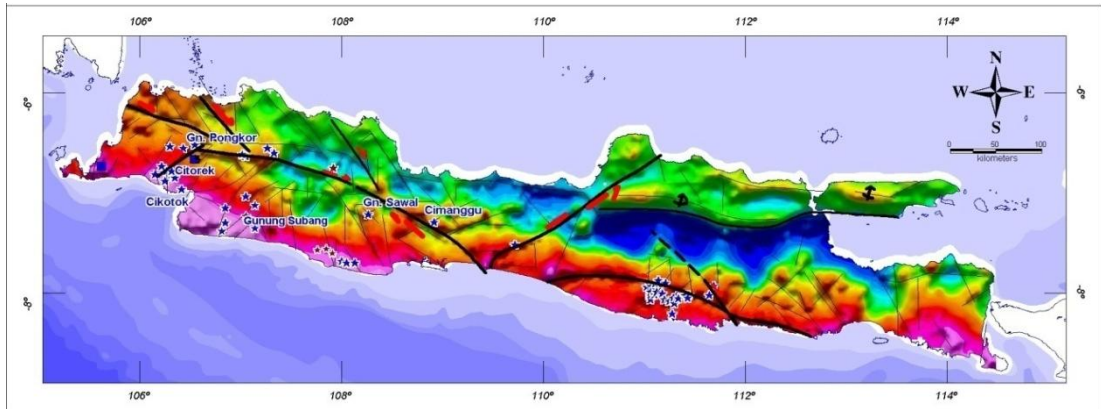 106° 108° 110° 112° 114°
-6° -6°
N
W E
S
0 50 100
kilometers
Gn. Pongkor
Citorek
Cikotok
Gn. Sawal
Cimanggu
Gunung Subang
-8° -8°
106° 108° 110° 112° 114°